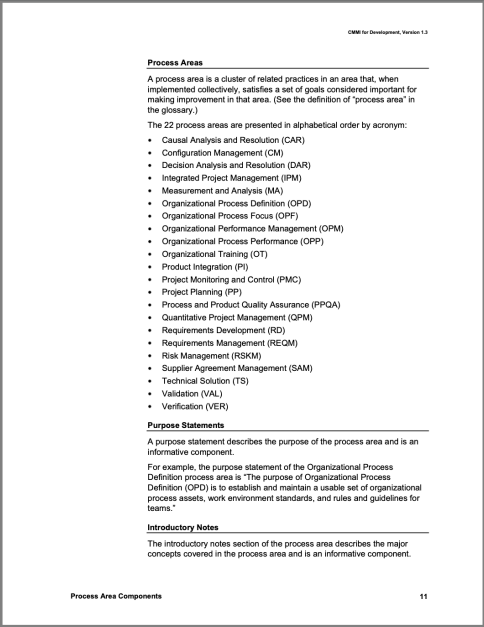 CMMI for Development, Version 1.3
Process Areas
A process area is a cluster of related practices in an area that, when
implemented collectively, satisfies a set of goals considered important for
making improvement in that area. (See the definition of “process area” in
the glossary.)
The 22 process areas are presented in alphabetical order by acronym:
• Causal Analysis and Resolution (CAR)
• Configuration Management (CM)
• Decision Analysis and Resolution (DAR)
• Integrated Project Management (IPM)
• Measurement and Analysis (MA)
• Organizational Process Definition (OPD)
• Organizational Process Focus (OPF)
• Organizational Performance Management (OPM)
• Organizational Process Performance (OPP)
• Organizational Training (OT)
• Product Integration (PI)
• Project Monitoring and Control (PMC)
• Project Planning (PP)
• Process and Product Quality Assurance (PPQA)
• Quantitative Project Management (QPM)
• Requirements Development (RD)
• Requirements Management (REQM)
• Risk Management (RSKM)
• Supplier Agreement Management (SAM)
• Technical Solution (TS)
• Validation (VAL)
• Verification (VER)
Purpose Statements
A purpose statement describes the purpose of the process area and is an
informative component.
For example, the purpose statement of the Organizational Process
Definition process area is “The purpose of Organizational Process
Definition (OPD) is to establish and maintain a usable set of organizational
process assets, work environment standards, and rules and guidelines for
teams.”
Introductory Notes
The introductory notes section of the process area describes the major
concepts covered in the process area and is an informative component.
Process Area Components 11